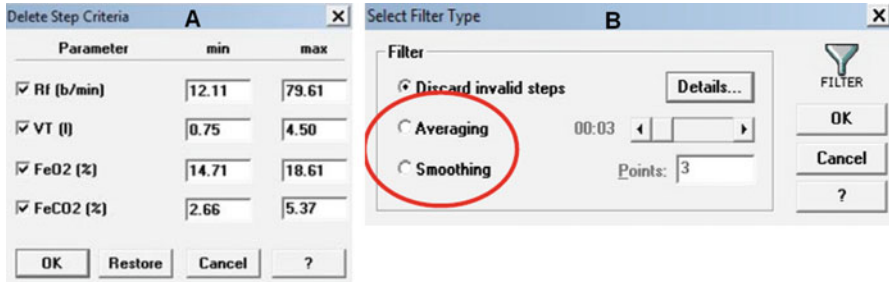 Delete Step Criteria A
Parameter min max
Rf (b/min) 12.11 79.61
VT (l) 0.75 4.50
FeO2 (%) 14.71 18.61
FeCO2 (%) 2.66 5.37
OK Restore Cancel ?
Select Filter Type B
Filter
Discard invalid steps Details...
Averaging 00:03
Smoothing Points: 3
FILTER
OK
Cancel
?